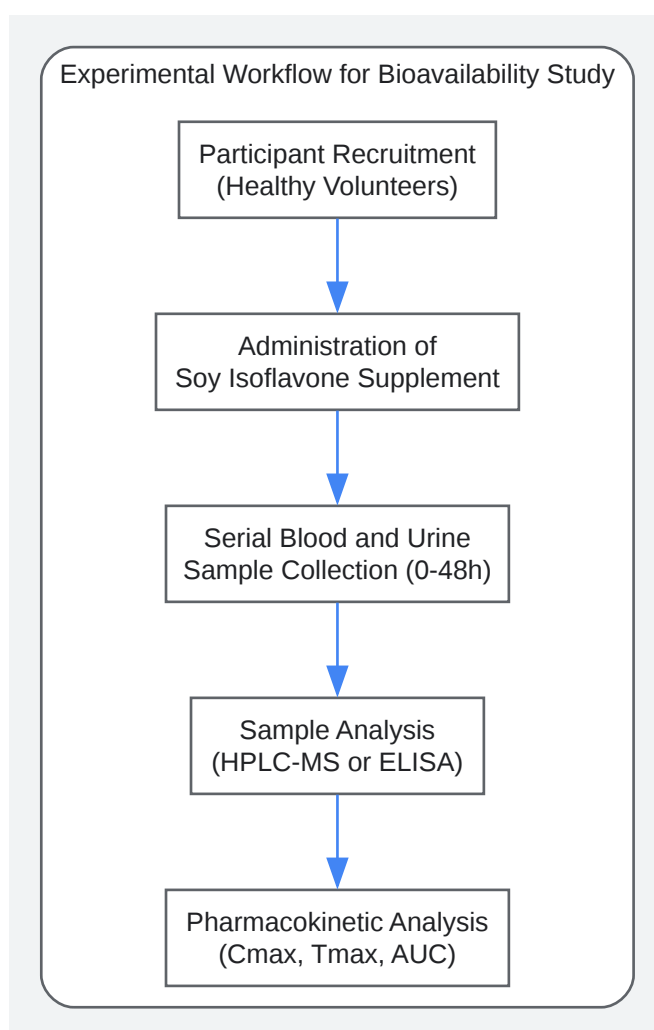 Experimental Workflow for Bioavailability Study
Participant Recruitment
(Healthy Volunteers)
Administration of
Soy Isoflavone Supplement
Serial Blood and Urine
Sample Collection (0-48h)
Sample Analysis
(HPLC-MS or ELISA)
Pharmacokinetic Analysis
(Cmax, Tmax, AUC)